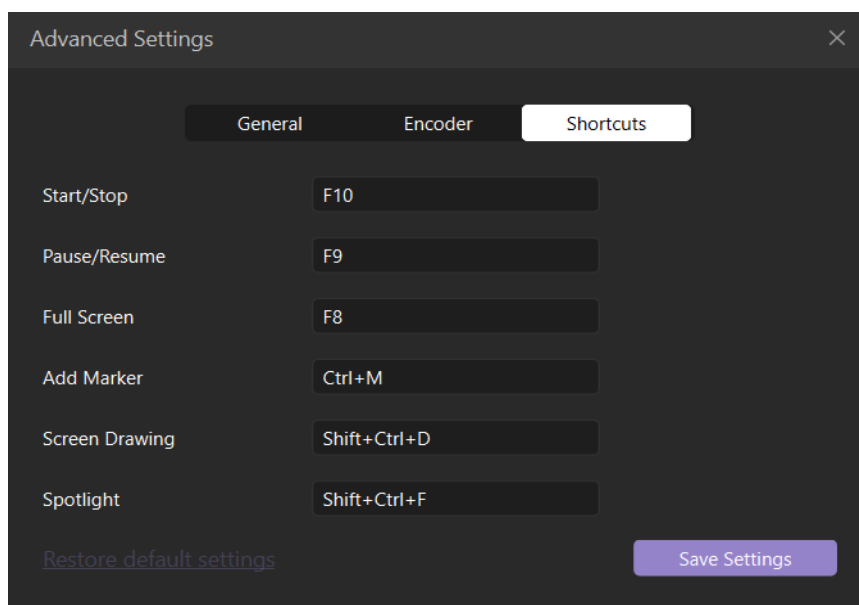 Advanced Settings
General Encoder Shortcuts
Start/Stop F10
Pause/Resume F9
Full Screen F8
Add Marker Ctrl+M
Screen Drawing Shift+Ctrl+D
Spotlight Shift+Ctrl+F
Restore default settings Save Settings